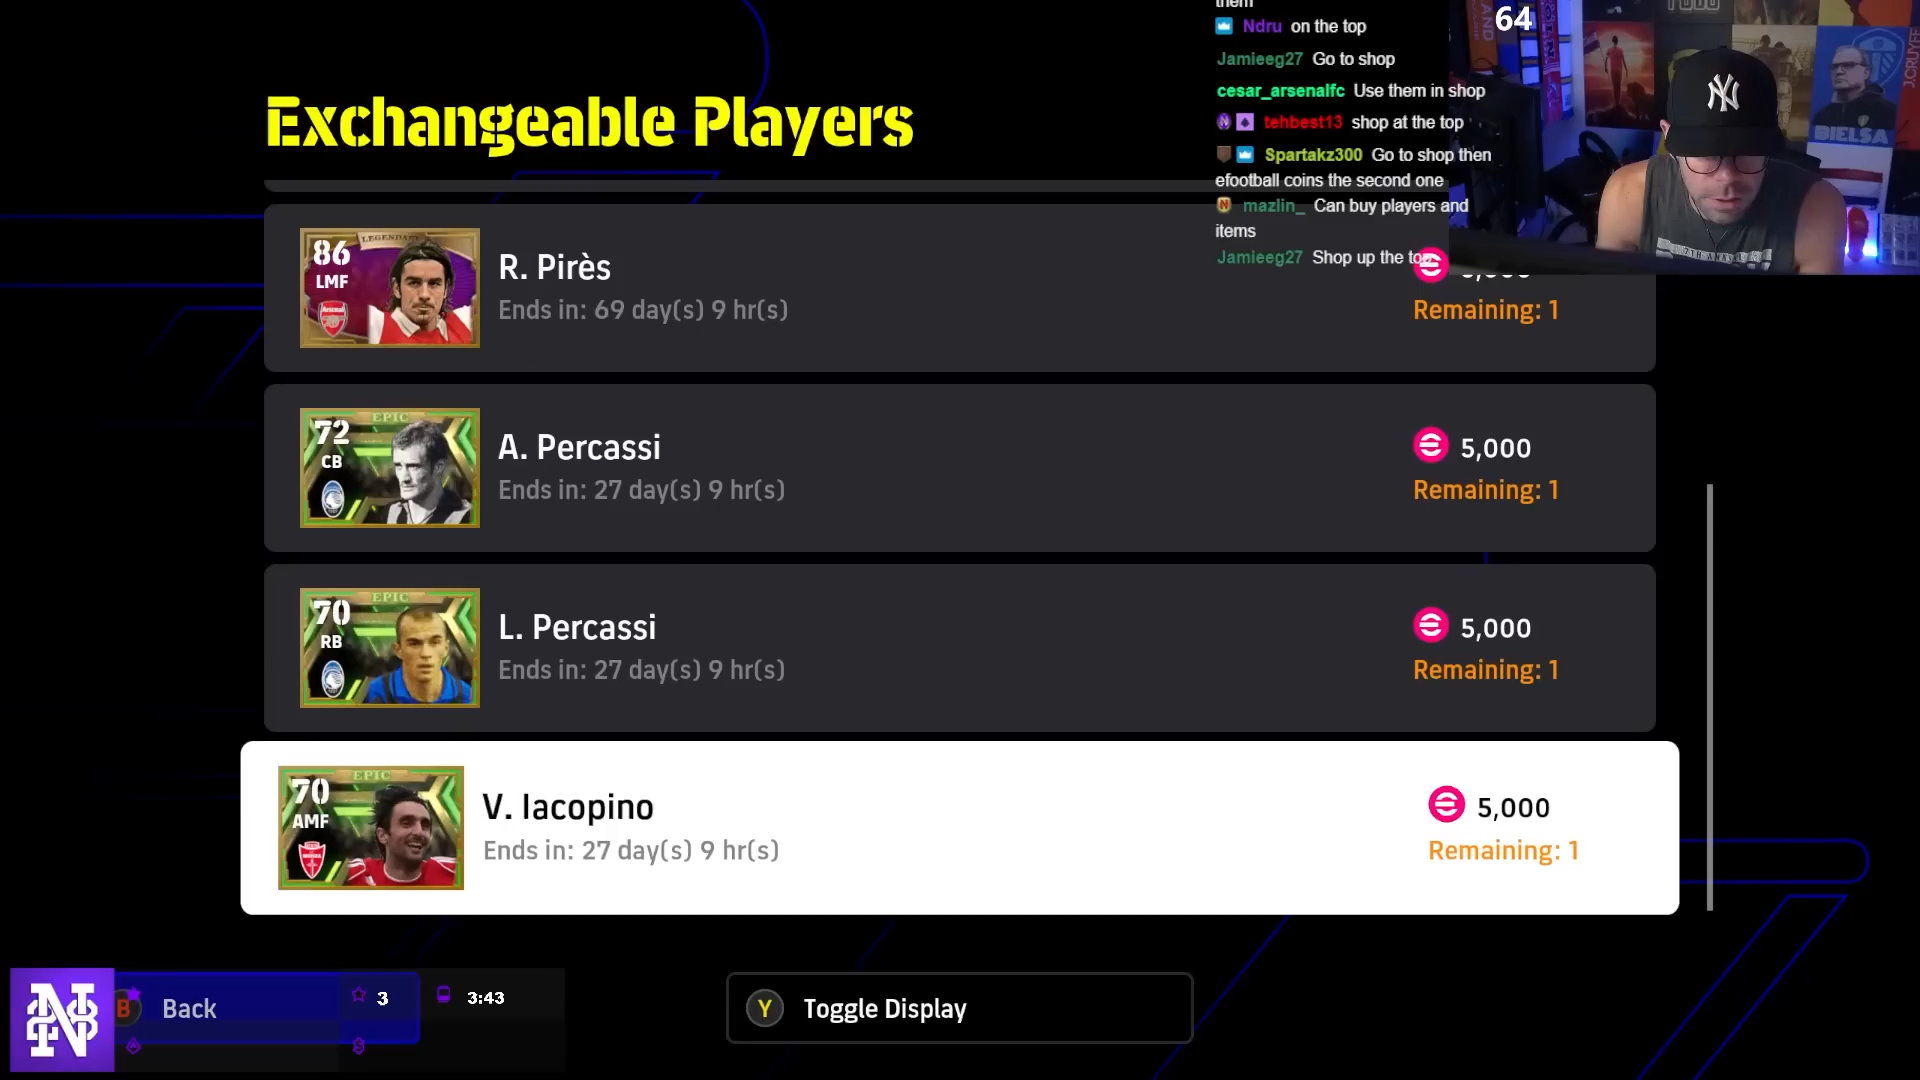 them
Ndru on the top
Jamieeg27 Go to shop
cesar_arsenalfc Use them in shop
tehbest13 shop at the top
Spartakz300 Go to shop then
efootball coins the second one
mazlin_ Can buy players and
items
Jamieeg27 Shop up the top
64
BIELSA
J.CRUYFF
Exchangeable Players
86
LEGENDARY
LMF
Arsenal
R. Pirès
Ends in: 69 day(s) 9 hr(s)
Remaining: 1
EPIC
72
CB
A. Percassi
Ends in: 27 day(s) 9 hr(s)
5,000
Remaining: 1
EPIC
70
RB
L. Percassi
Ends in: 27 day(s) 9 hr(s)
5,000
Remaining: 1
EPIC
70
AMF
V. Iacopino
Ends in: 27 day(s) 9 hr(s)
5,000
Remaining: 1
B Back
3
3:43
Y Toggle Display